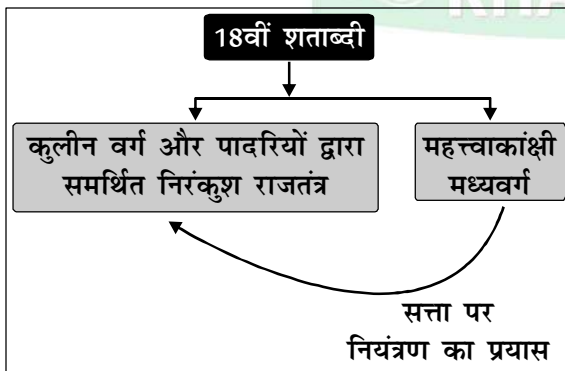 18वीं शताब्दी
कुलीन वर्ग और पादरियों द्वारा
समर्थित निरंकुश राजतंत्र
महत्त्वाकांक्षी
मध्यवर्ग
सत्ता पर
नियंत्रण का प्रयास